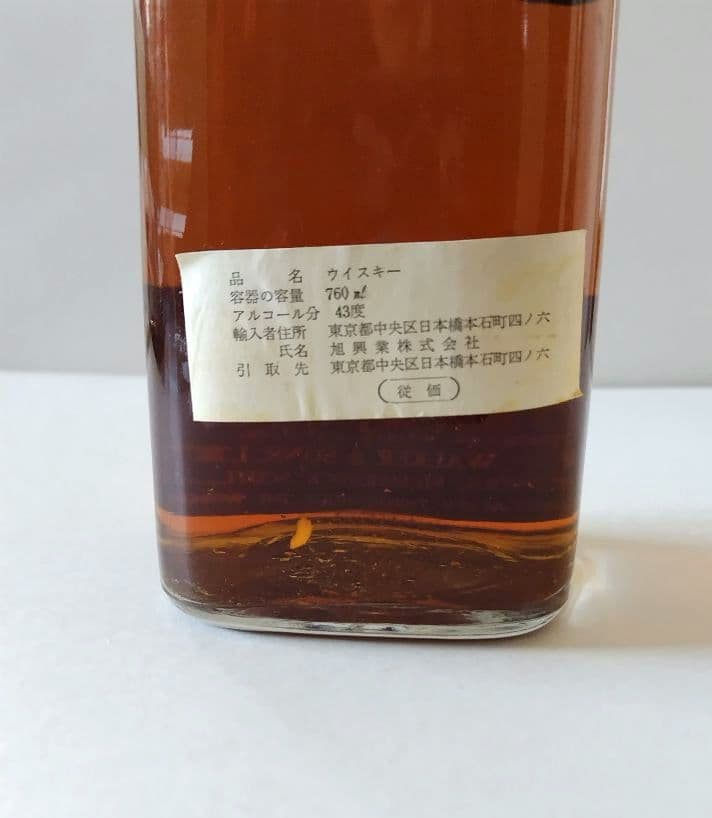 品名 ウイスキー
容器の容量 760㎖
アルコール分 43度
輸入者住所 東京都中央区日本橋本石町四ノ六
氏名 旭興業株式会社
引取先 東京都中央区日本橋本石町四ノ六
従価
WALKER & SONS